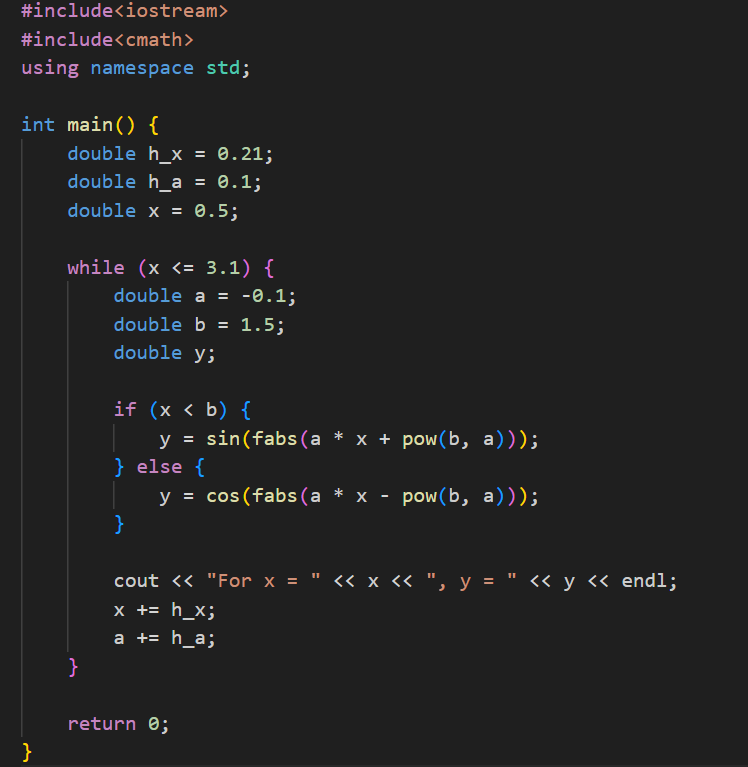 #include<iostream>
#include<cmath>
using namespace std;

int main() {
    double h_x = 0.21;
    double h_a = 0.1;
    double x = 0.5;

    while (x <= 3.1) {
        double a = -0.1;
        double b = 1.5;
        double y;

        if (x < b) {
            y = sin(fabs(a * x + pow(b, a)));
        } else {
            y = cos(fabs(a * x - pow(b, a)));
        }

        cout << "For x = " << x << ", y = " << y << endl;
        x += h_x;
        a += h_a;
    }

    return 0;
}